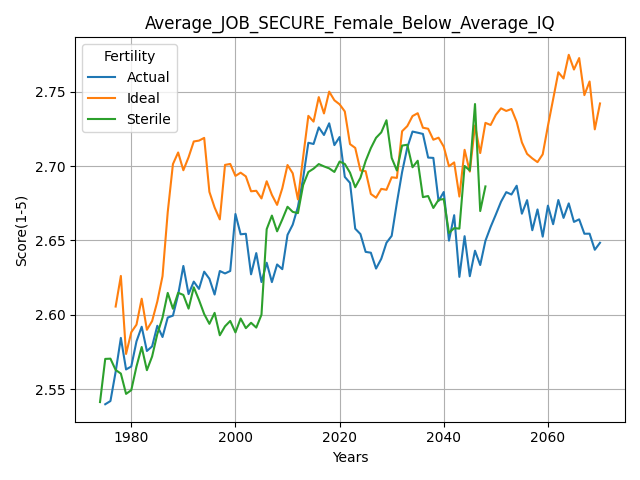 Average_JOB_SECURE_Female_Below_Average_IQ
Fertility
Actual
Ideal
Sterile
Score(1-5)
2.75
2.70
2.65
2.60
2.55
1980 2000 2020 2040 2060
Years